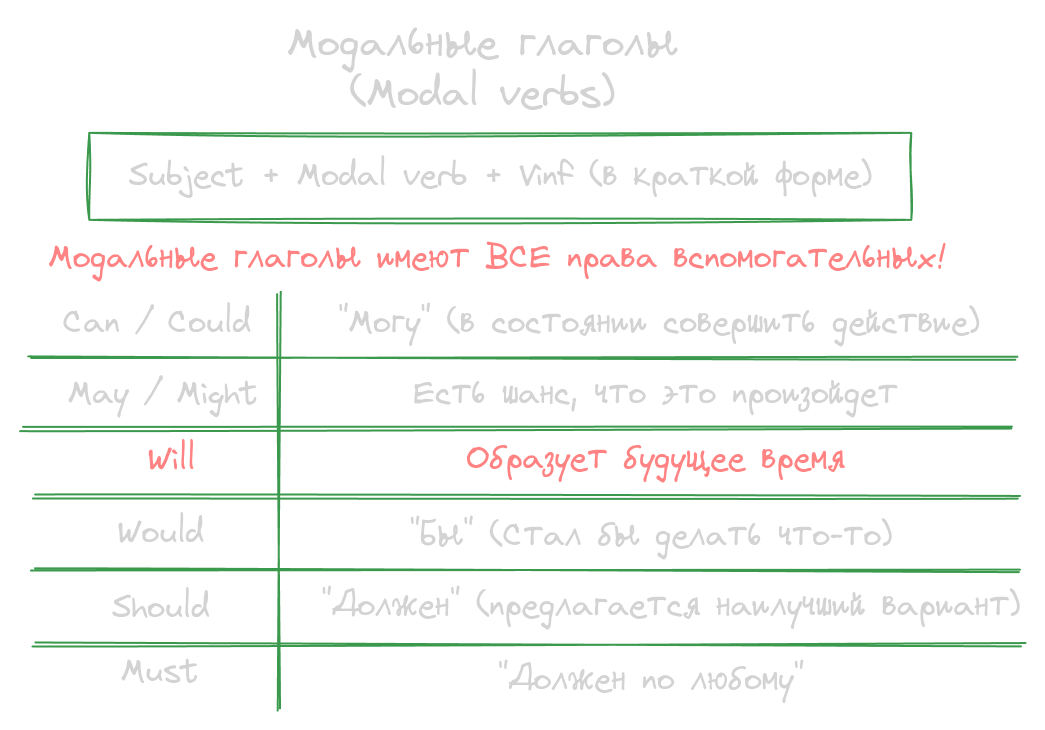 Модальные глаголы
(Modal verbs)
Subject + Modal verb + Vinf (в краткой форме)
Модальные глаголы имеют ВСЕ права вспомогательных!
Can / Could "Могу" (в состоянии совершить действие)
May / Might Есть шанс, что это произойдет
Will Образует будущее время
Would "Бы" (Стал бы делать что-то)
Should "Должен" (предлагается наилучший вариант)
Must "Должен по любому"